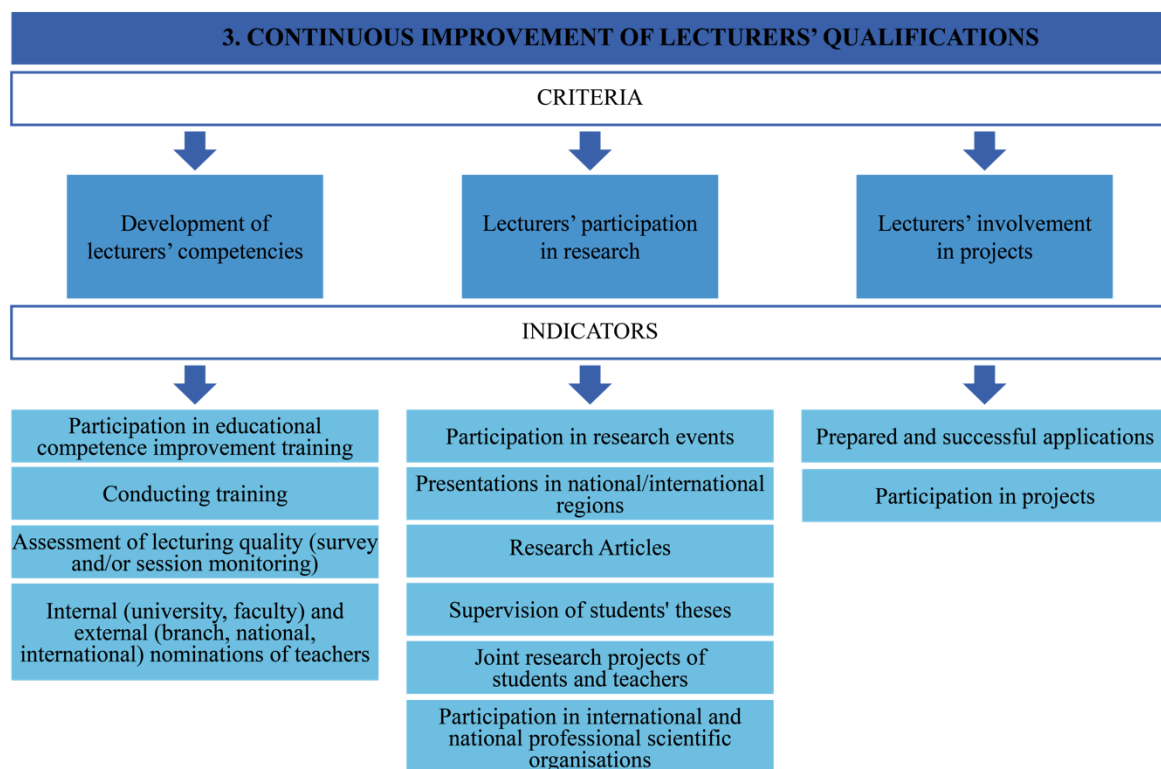 3. CONTINUOUS IMPROVEMENT OF LECTURERS’ QUALIFICATIONS
CRITERIA
Development of
lecturers’ competencies
Lecturers’ participation
in research
Lecturers’ involvement
in projects
INDICATORS
Participation in educational
competence improvement training
Conducting training
Assessment of lecturing quality (survey
and/or session monitoring)
Internal (university, faculty) and
external (branch, national,
international) nominations of teachers
Participation in research events
Presentations in national/international
regions
Research Articles
Supervision of students' theses
Joint research projects of
students and teachers
Participation in international and
national professional scientific
organisations
Prepared and successful applications
Participation in projects